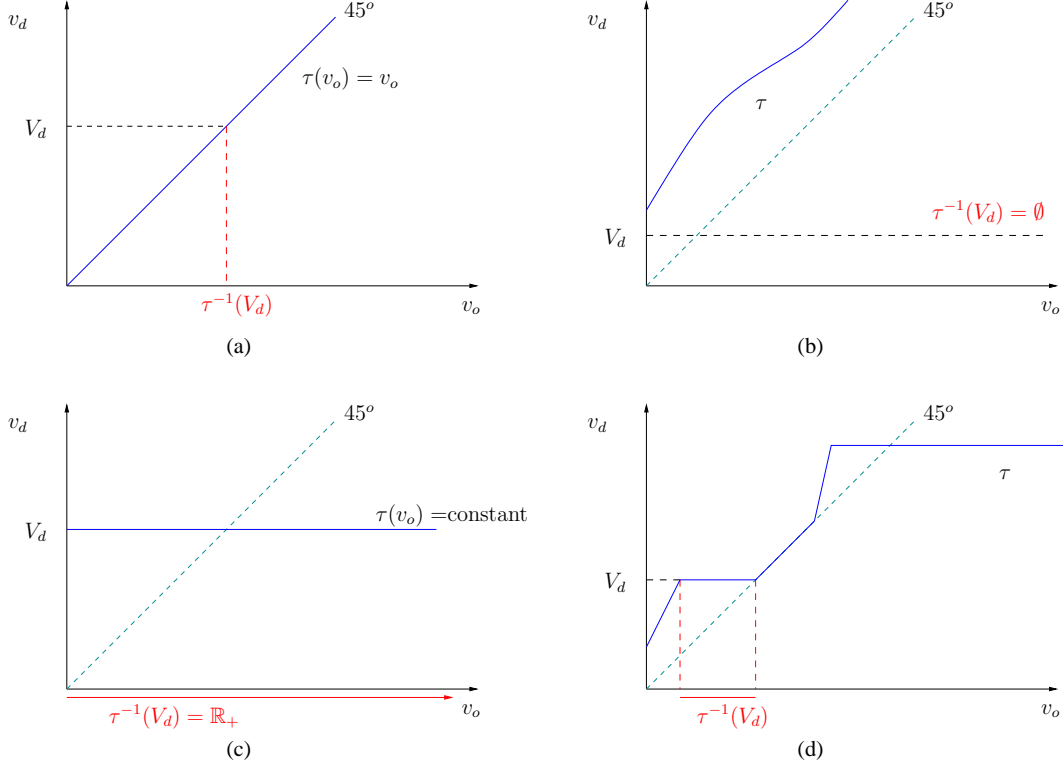 v_d
45^o
τ(v_o) = v_o
V_d
τ^{-1}(V_d)
v_o
(a)
v_d
45^o
τ
τ^{-1}(V_d) = ∅
V_d
v_o
(b)
v_d
45^o
τ(v_o) =constant
V_d
v_o
τ^{-1}(V_d) = ℝ_+
(c)
v_d
45^o
τ
V_d
v_o
τ^{-1}(V_d)
(d)